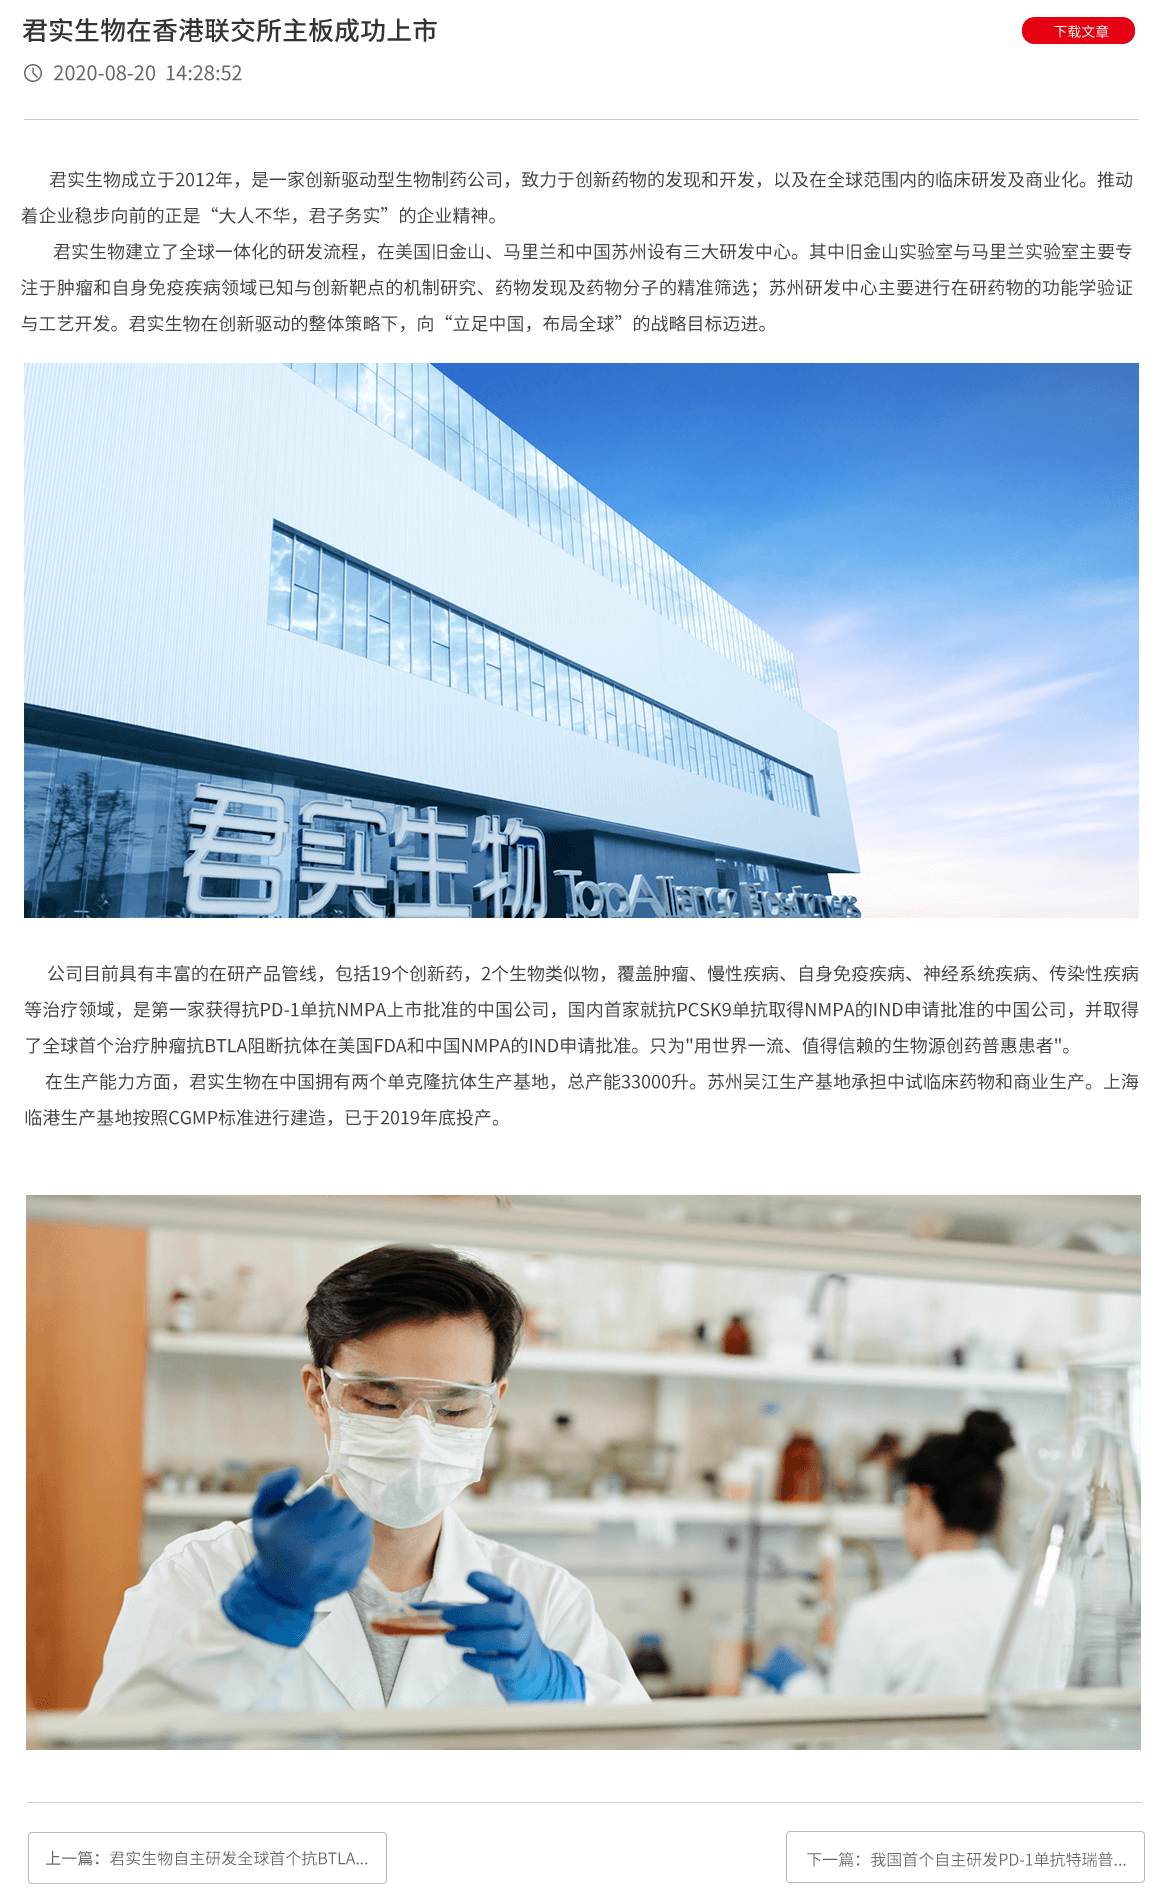 君实生物在香港联交所主板成功上市
下载文章
2020-08-20 14:28:52
君实生物成立于2012年，是一家创新驱动型生物制药公司，致力于创新药物的发现和开发，以及在全球范围内的临床研发及商业化。推动
着企业稳步向前的正是“大人不华，君子务实”的企业精神。
君实生物建立了全球一体化的研发流程，在美国旧金山、马里兰和中国苏州设有三大研发中心。其中旧金山实验室与马里兰实验室主要专
注于肿瘤和自身免疫疾病领域已知与创新靶点的机制研究、药物发现及药物分子的精准筛选；苏州研发中心主要进行在研药物的功能学验证
与工艺开发。君实生物在创新驱动的整体策略下，向“立足中国，布局全球”的战略目标迈进。
君实生物 TopAlliance Biosciences
公司目前具有丰富的在研产品管线，包括19个创新药，2个生物类似物，覆盖肿瘤、慢性疾病、自身免疫疾病、神经系统疾病、传染性疾病
等治疗领域，是第一家获得抗PD-1单抗NMPA上市批准的中国公司，国内首家就抗PCSK9单抗取得NMPA的IND申请批准的中国公司，并取得
了全球首个治疗肿瘤抗BTLA阻断抗体在美国FDA和中国NMPA的IND申请批准。只为"用世界一流、值得信赖的生物源创药普惠患者"。
在生产能力方面，君实生物在中国拥有两个单克隆抗体生产基地，总产能33000升。苏州吴江生产基地承担中试临床药物和商业生产。上海
临港生产基地按照CGMP标准进行建造，已于2019年底投产。
上一篇：君实生物自主研发全球首个抗BTLA...
下一篇：我国首个自主研发PD-1单抗特瑞普...